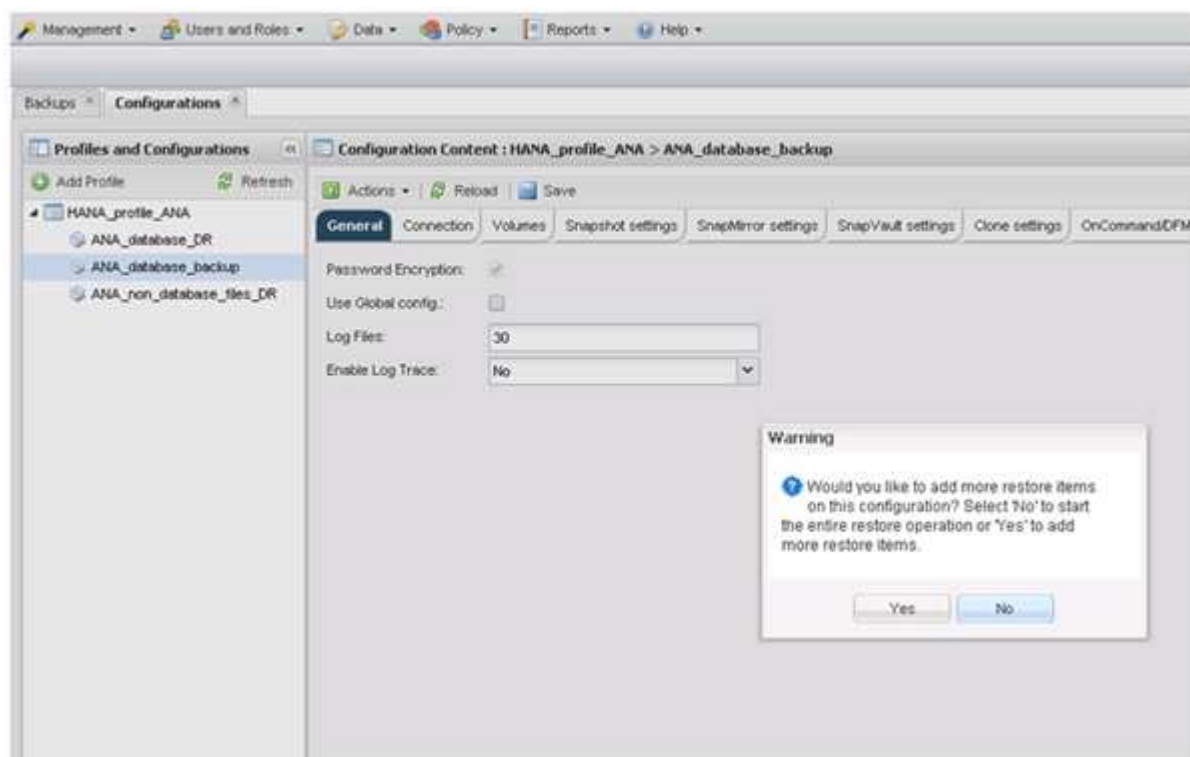 Management Users and Roles Data Policy Reports Help
Backups Configurations
Profiles and Configurations
Add Profile Refresh
HANA_profile_ANA
ANA_database_DR
ANA_database_backup
ANA_non_database_files_DR
Configuration Content : HANA_profile_ANA > ANA_database_backup
Actions Reload Save
General Connection Volumes Snapshot settings SnapMirror settings SnapVault settings Clone settings OnCommand/DFM
Password Encryption:
Use Global config.:
Log Files: 30
Enable Log Trace: No
Warning
Would you like to add more restore items
on this configuration? Select 'No' to start
the entire restore operation or 'Yes' to add
more restore items.
Yes No